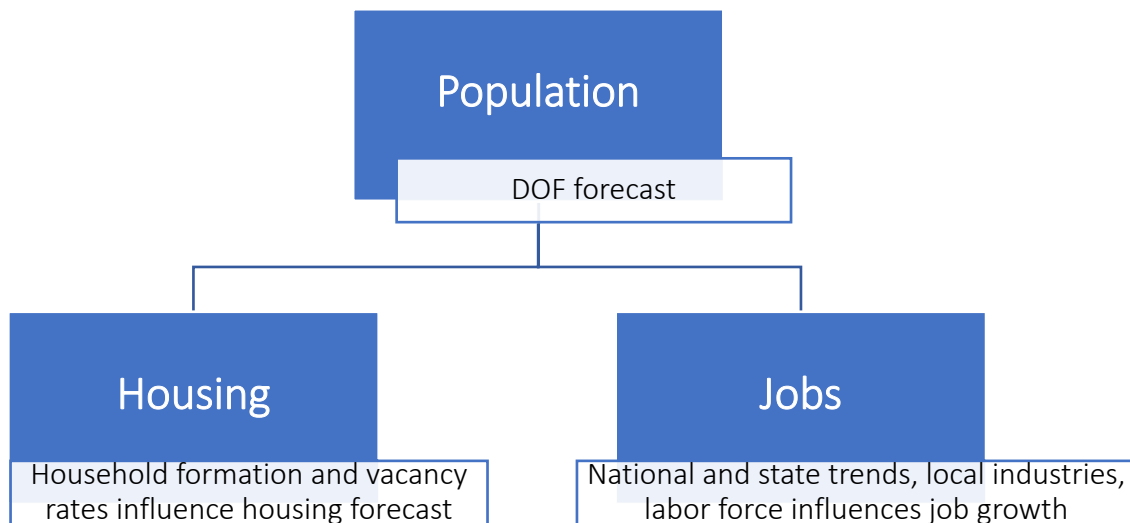 Population
DOF forecast
Housing
Household formation and vacancy
rates influence housing forecast
Jobs
National and state trends, local industries,
labor force influences job growth